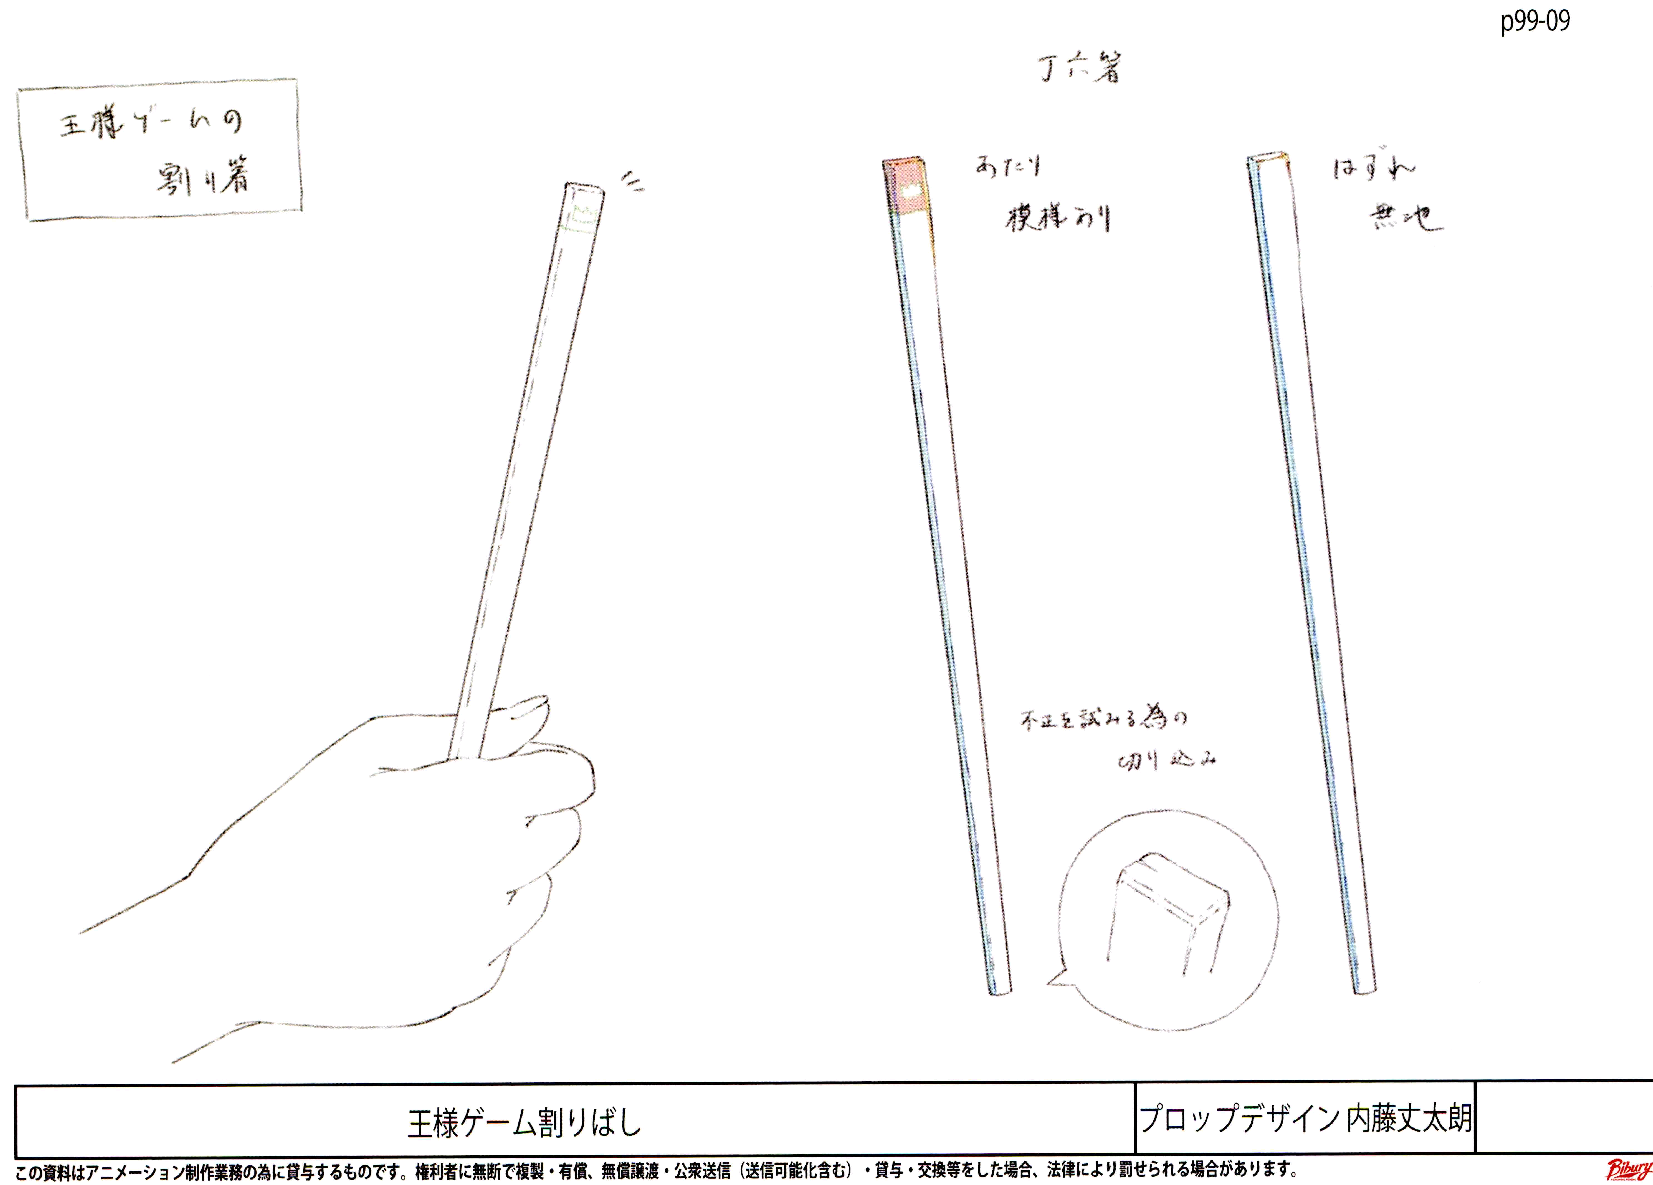 p99-09
王様ゲームの
割り箸
丁六箸
あたり
模様あり
はずれ
無地
王
不正を試みる為の
切り込み
王様ゲーム割りばし
プロップデザイン 内藤丈太朗
この資料はアニメーション制作業務の為に貸与するものです。権利者に無断で複製・有償、無償譲渡・公衆送信（送信可能化含む）・貸与・交換等をした場合、法律により罰せられる場合があります。
Bibury